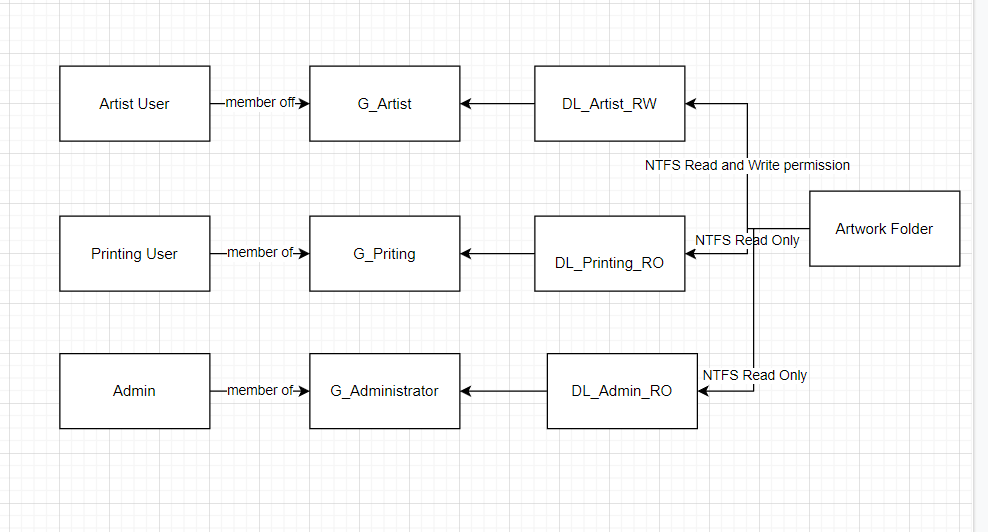 Artist User
member off
G_Artist
DL_Artist_RW
NTFS Read and Write permission
Artwork Folder
Printing User
member of
G_Priting
DL_Printing_RO
NTFS Read Only
Admin
member of
G_Administrator
DL_Admin_RO
NTFS Read Only